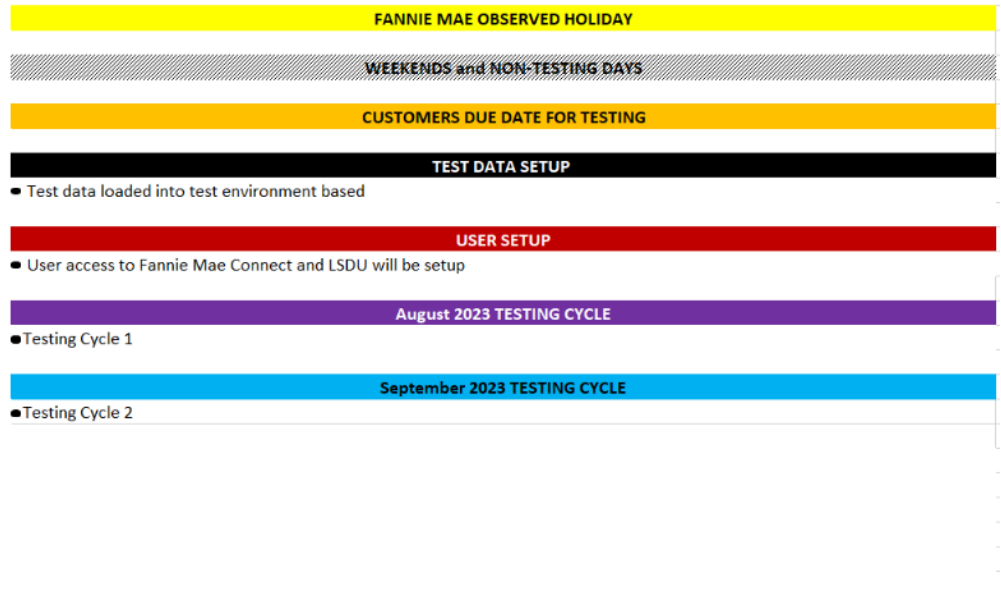 FANNIE MAE OBSERVED HOLIDAY
WEEKENDS and NON-TESTING DAYS
CUSTOMERS DUE DATE FOR TESTING
TEST DATA SETUP
• Test data loaded into test environment based
USER SETUP
• User access to Fannie Mae Connect and LSDU will be setup
August 2023 TESTING CYCLE
•Testing Cycle 1
September 2023 TESTING CYCLE
•Testing Cycle 2